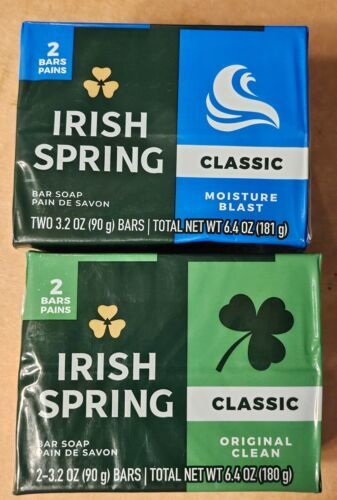 2
BARS
PAINS
IRISH
SPRING
CLASSIC
BAR SOAP
PAIN DE SAVON
MOISTURE
BLAST
TWO 3.2 OZ (90 g) BARS | TOTAL NET WT 6.4 OZ (181 g)
2
BARS
PAINS
IRISH
SPRING
CLASSIC
BAR SOAP
PAIN DE SAVON
ORIGINAL
CLEAN
2-3.2 OZ (90 g) BARS | TOTAL NET WT 6.4 OZ (180 g)